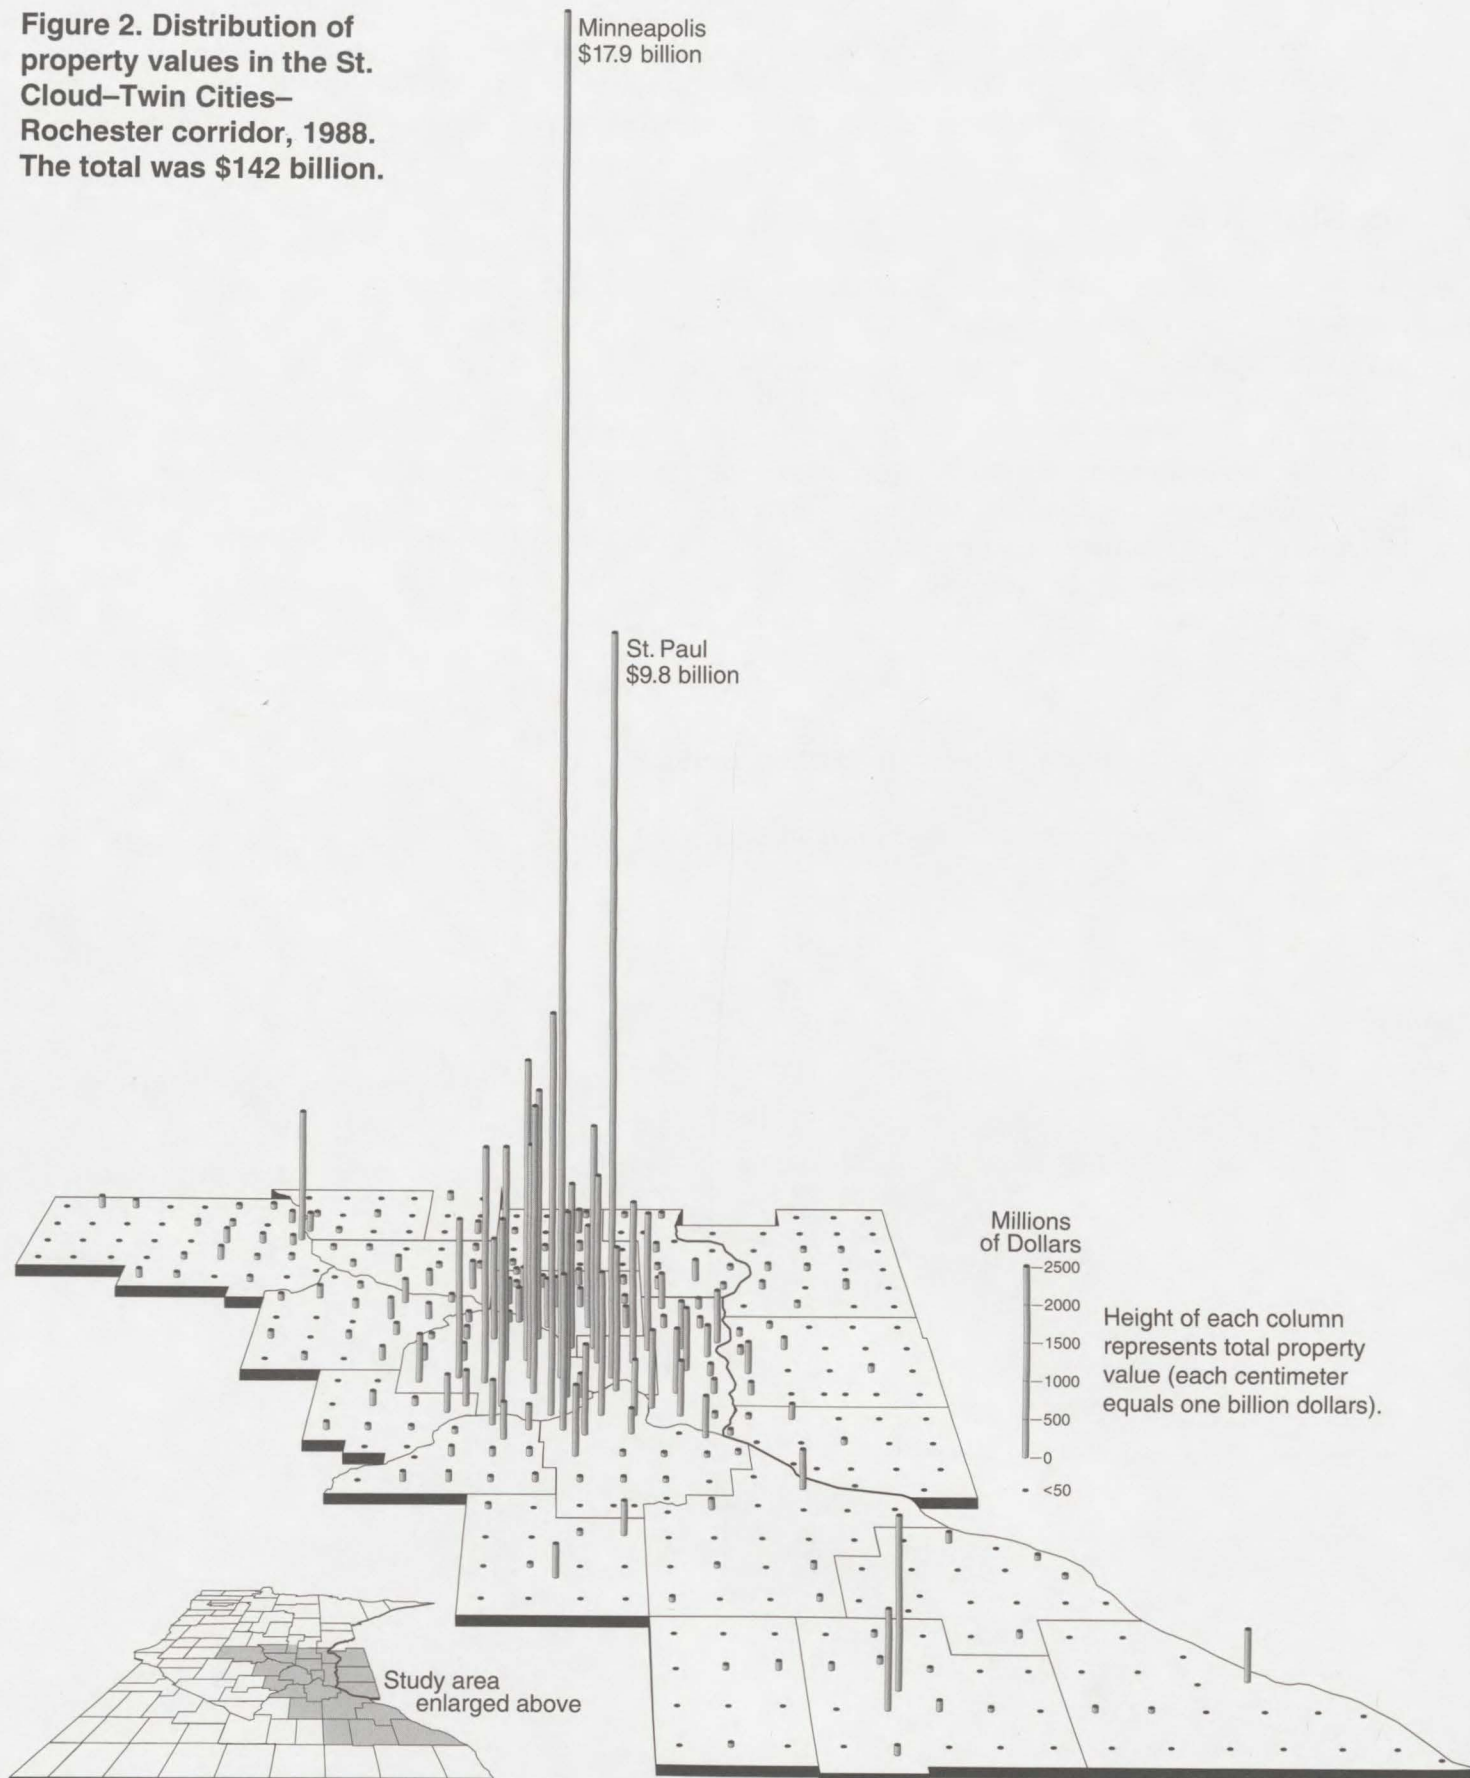 Figure 2. Distribution of
property values in the St.
Cloud–Twin Cities–
Rochester corridor, 1988.
The total was $142 billion.
Minneapolis
$17.9 billion
St. Paul
$9.8 billion
Millions
of Dollars
2500
2000
1500
1000
500
0
<50
Height of each column
represents total property
value (each centimeter
equals one billion dollars).
Study area
enlarged above